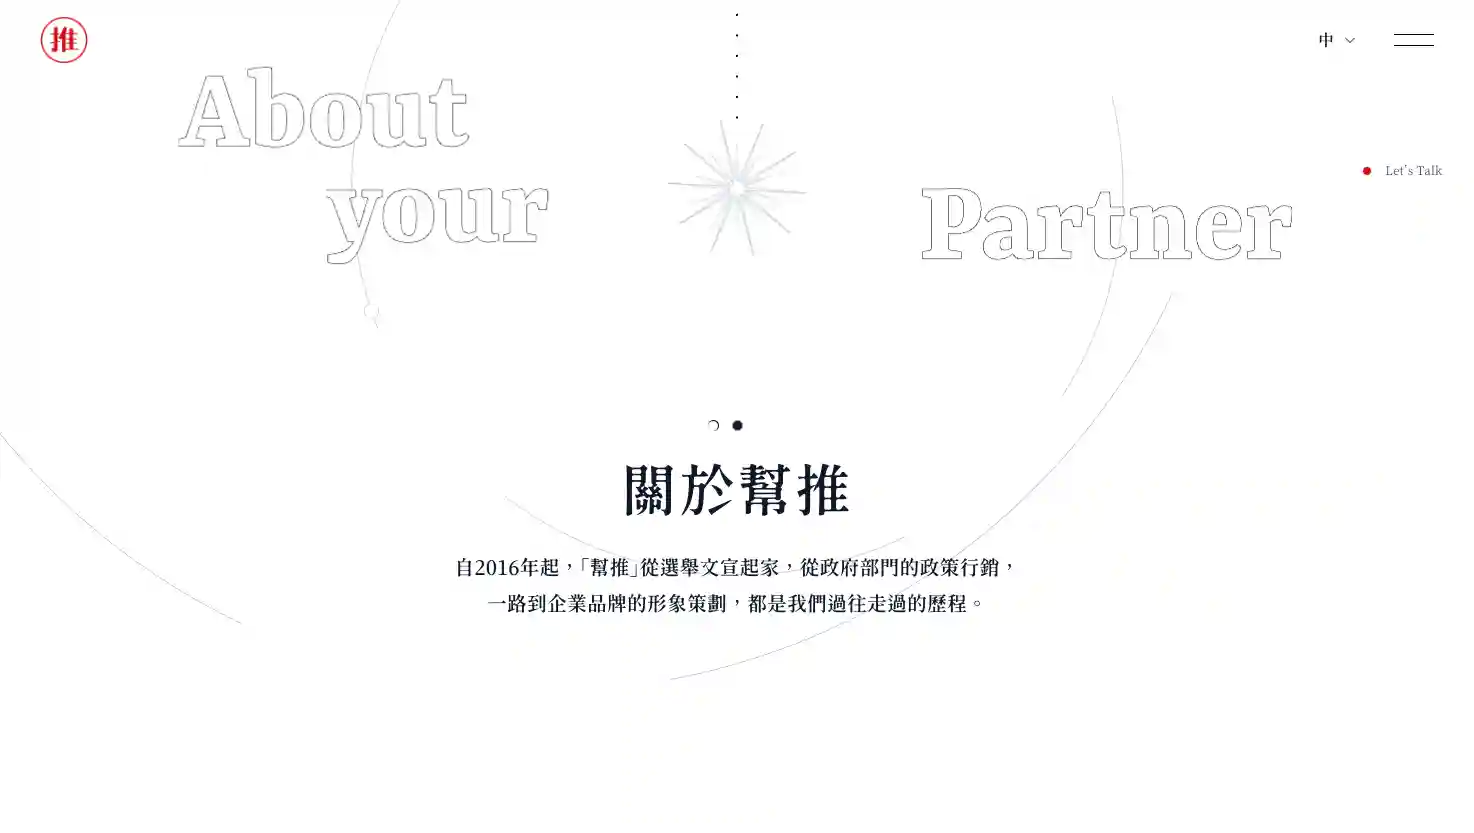 推
中
About
your
Partner
Let's Talk
關於幫推
自2016年起，「幫推」從選舉文宣起家，從政府部門的政策行銷，
一路到企業品牌的形象策劃，都是我們過往走過的歷程。